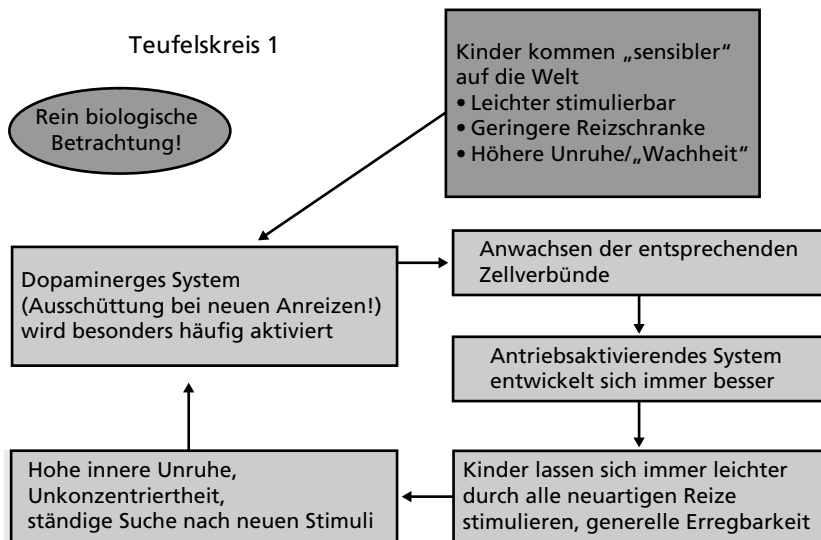 Teufelskreis 1
Rein biologische
Betrachtung!
Kinder kommen „sensibler“
auf die Welt
• Leichter stimulierbar
• Geringere Reizschranke
• Höhere Unruhe/„Wachheit“
Dopaminerges System
(Ausschüttung bei neuen Anreizen!)
wird besonders häufig aktiviert
Anwachsen der entsprechenden
Zellverbünde
Antriebsaktivierendes System
entwickelt sich immer besser
Kinder lassen sich immer leichter
durch alle neuartigen Reize
stimulieren, generelle Erregbarkeit
Hohe innere Unruhe,
Unkonzentriertheit,
ständige Suche nach neuen Stimuli